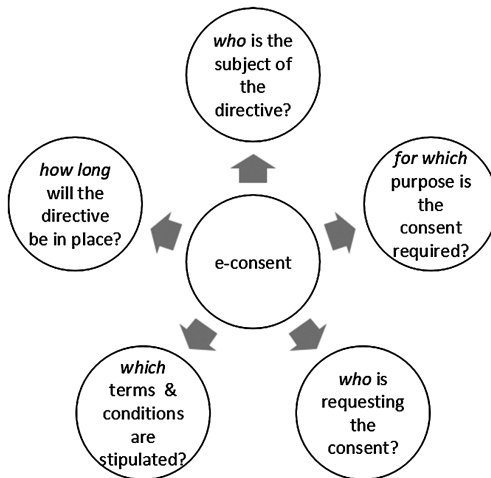 who is the
subject of
the
directive?
how long
will the
directive
be in place?
for which
purpose is
the
consent
required?
e-consent
which
terms &
conditions
are
stipulated?
who is
requesting
the
consent?